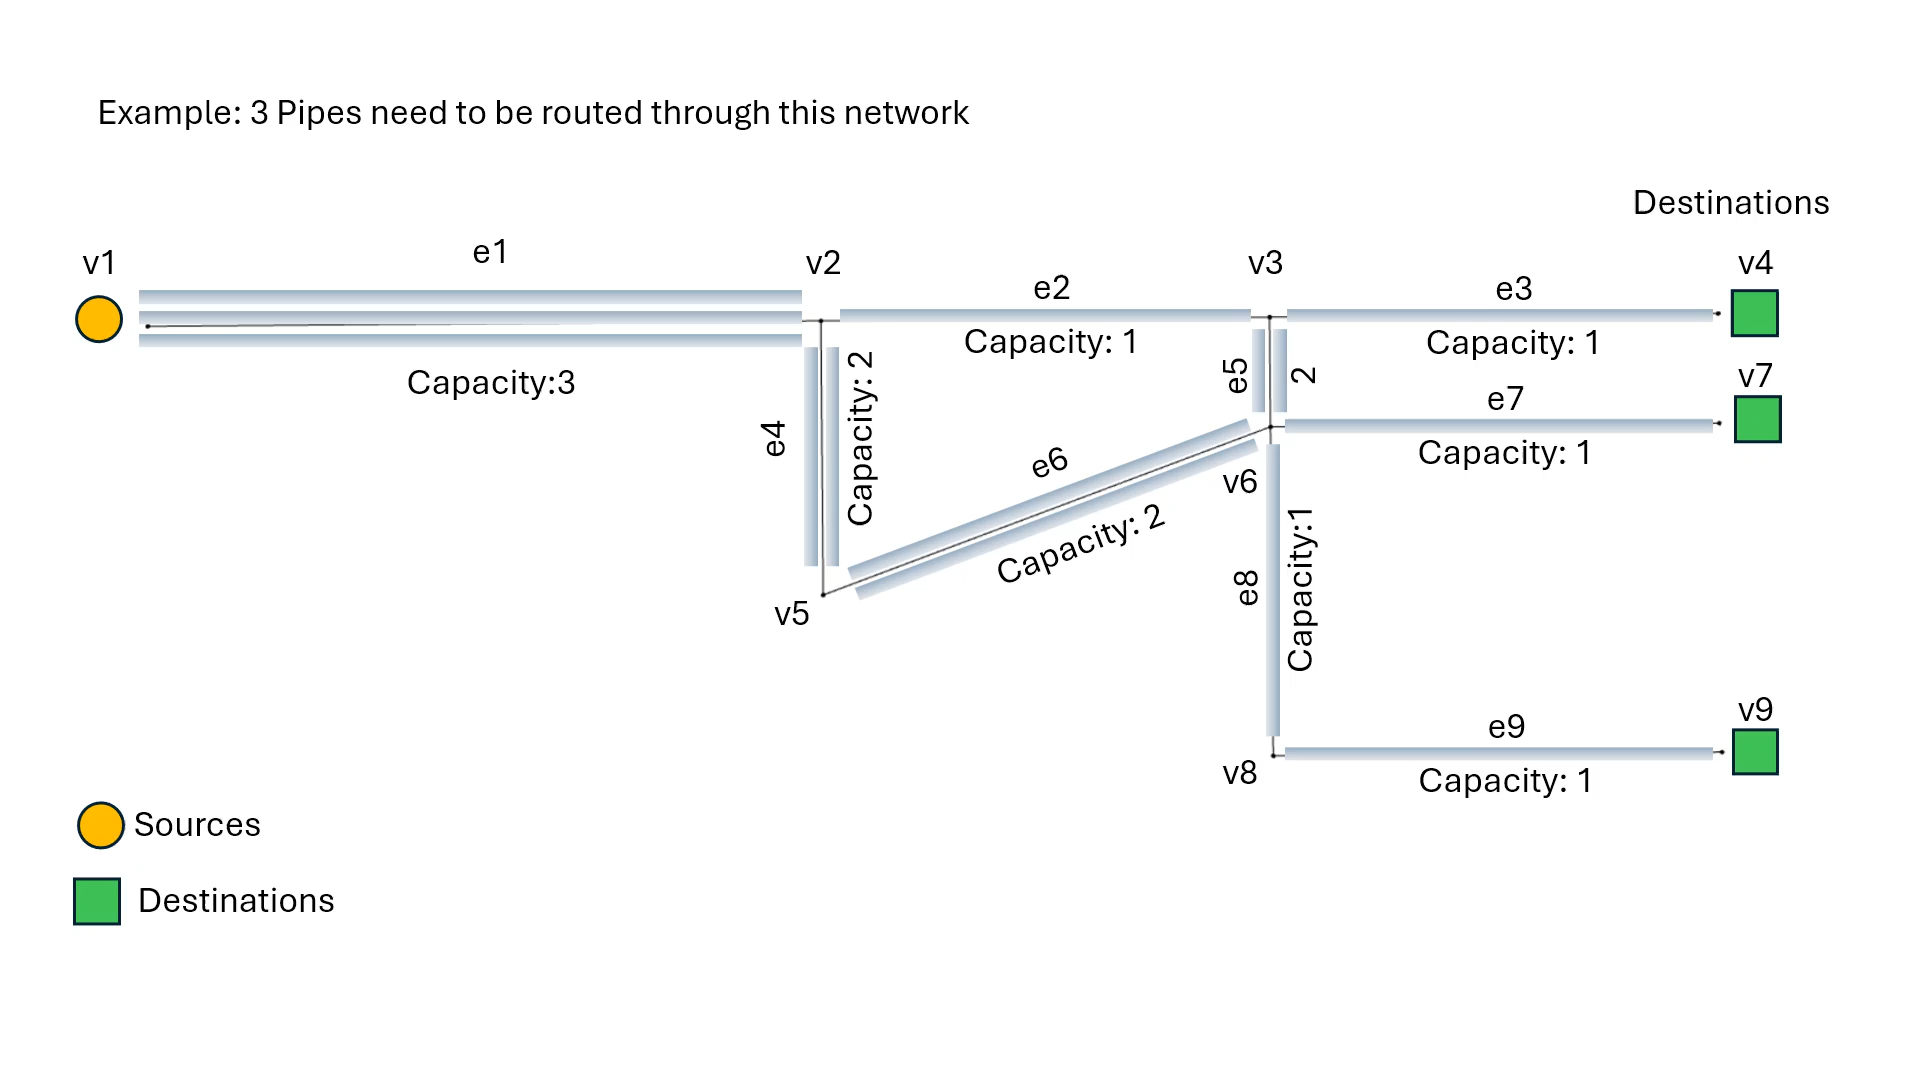 Example: 3 Pipes need to be routed through this network
Destinations
v1
e1
v2
v3
v4
e2
e3
Capacity: 1
Capacity: 1
Capacity:3
e4
Capacity: 2
e5
2
v7
e7
Capacity: 1
e6
Capacity: 2
v6
v5
e8
Capacity:1
v9
e9
v8
Capacity: 1
Sources
Destinations